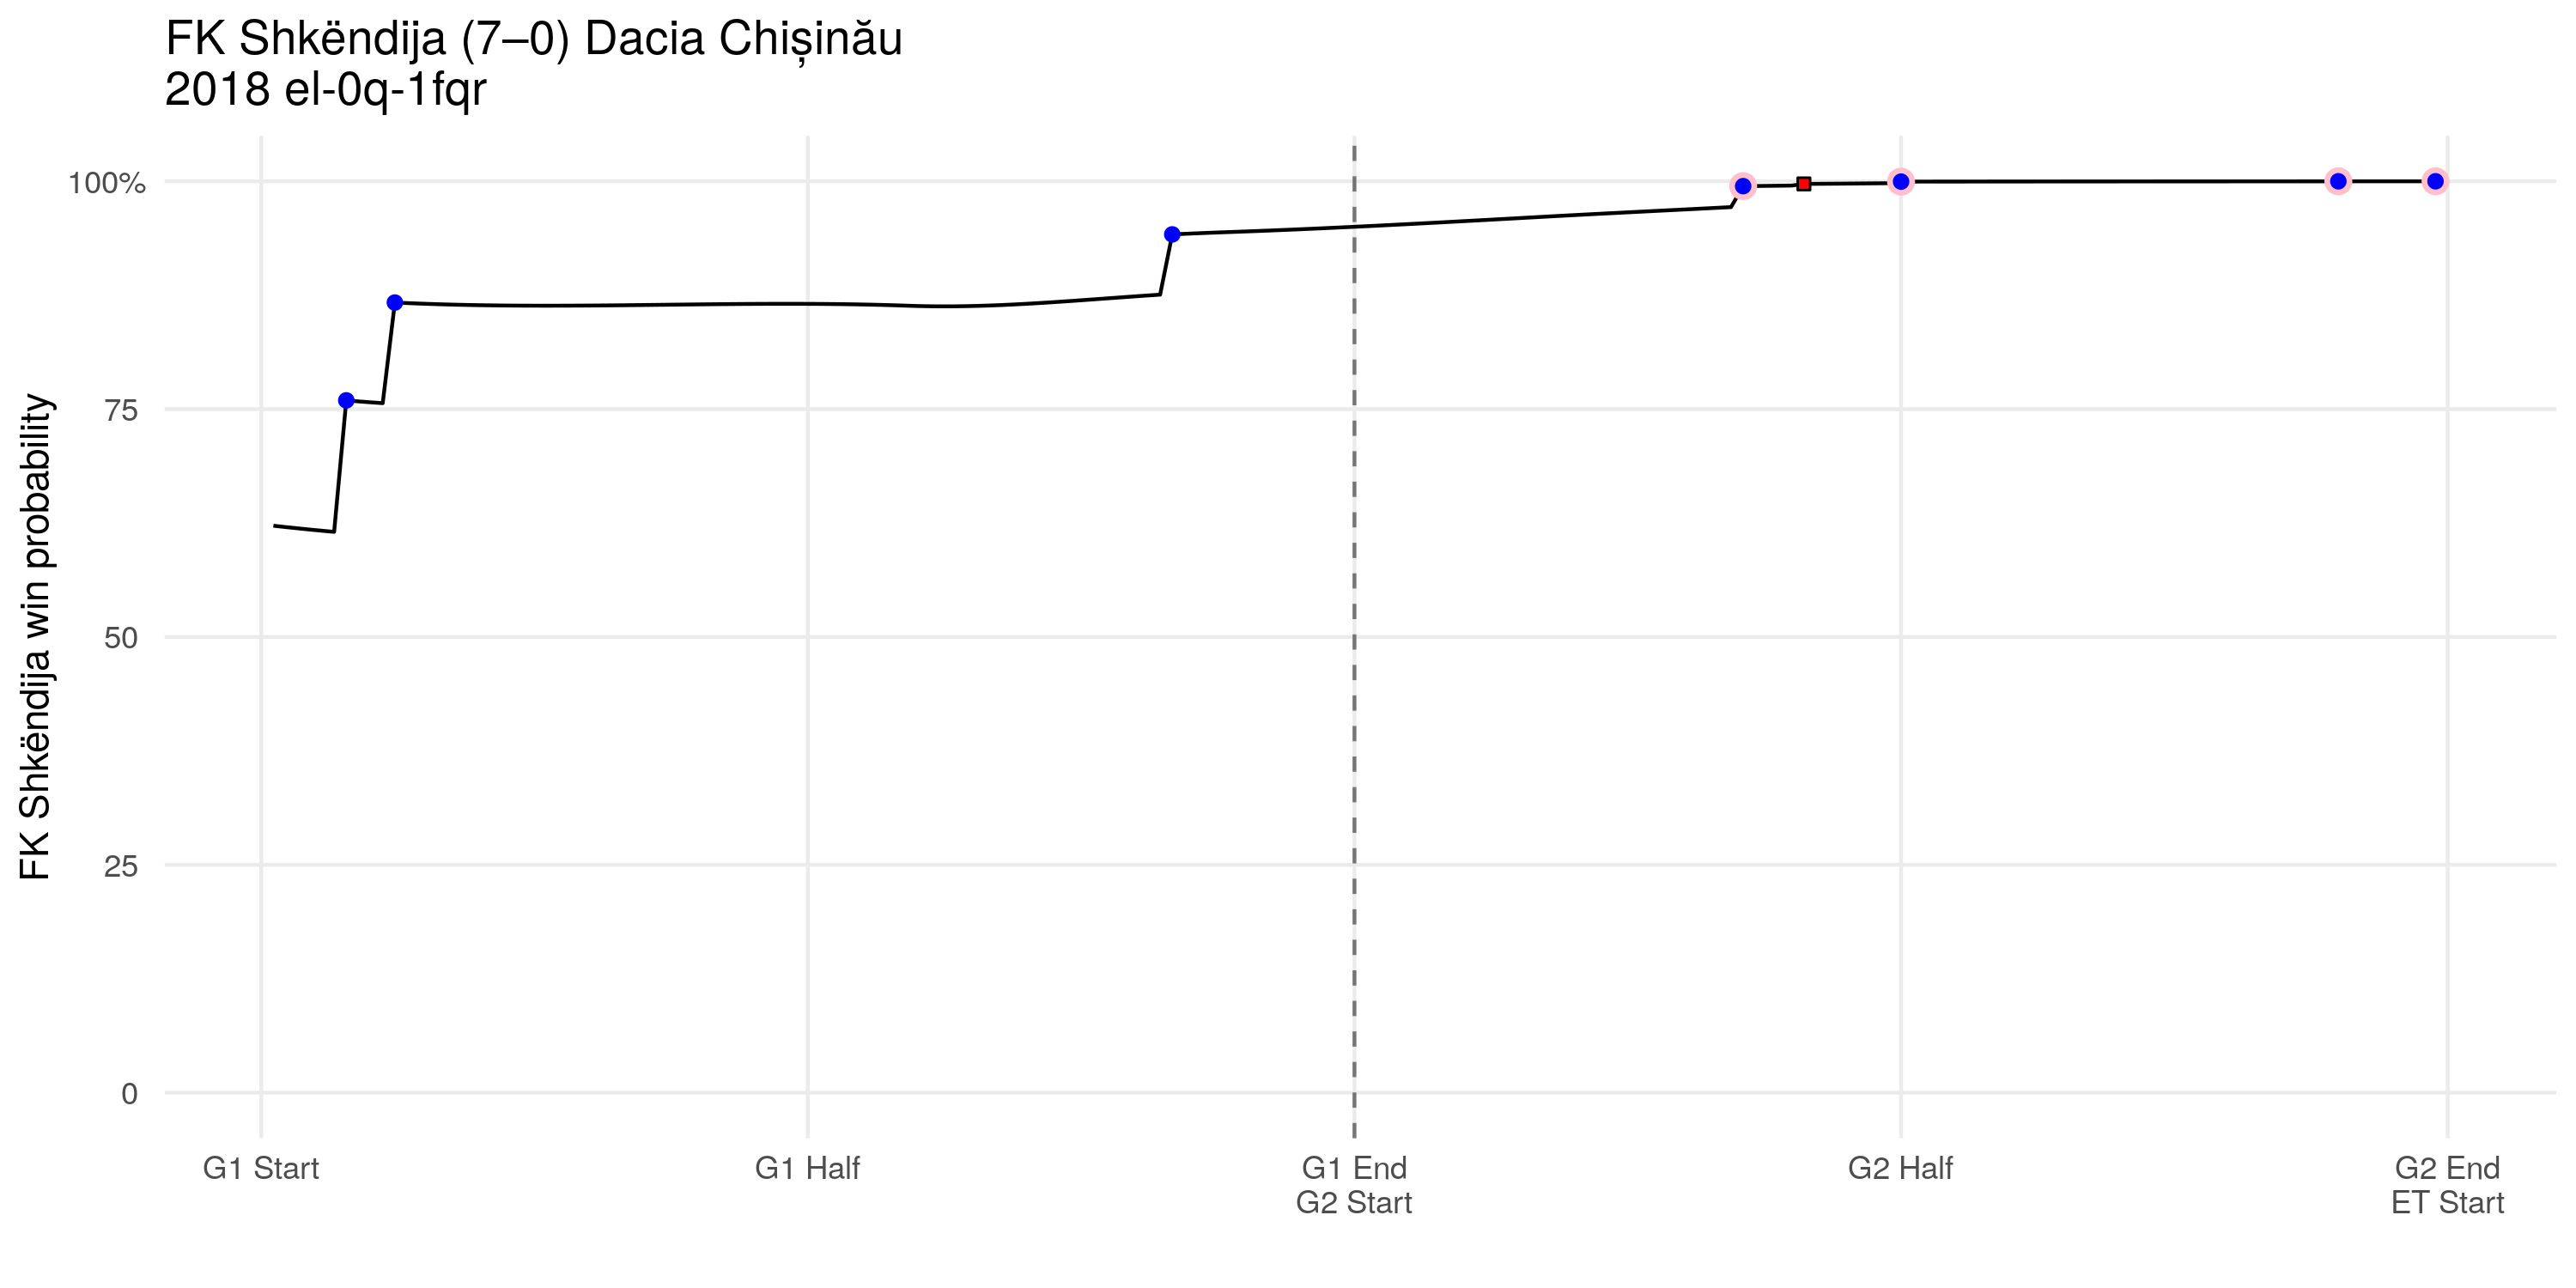 FK Shkëndija (7–0) Dacia Chișinău
2018 el-0q-1fqr
FK Shkëndija win probability
100%
75
50
25
0
G1 Start
G1 Half
G1 End
G2 Start
G2 Half
G2 End
ET Start